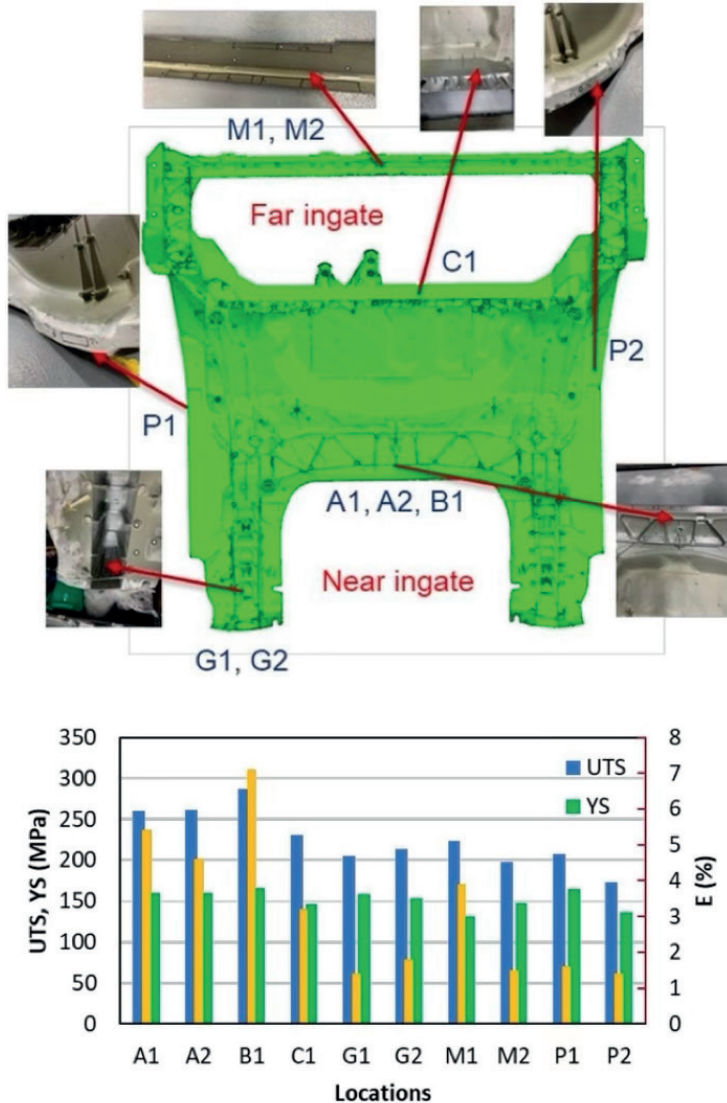 M1, M2
Far ingate
C1
P2
P1
A1, A2, B1
Near ingate
G1, G2
UTS, YS (MPa)
350
300
250
200
150
100
50
0
UTS
YS
8
7
6
5
4
3
2
1
0
E (%)
A1 A2 B1 C1 G1 G2 M1 M2 P1 P2
Locations